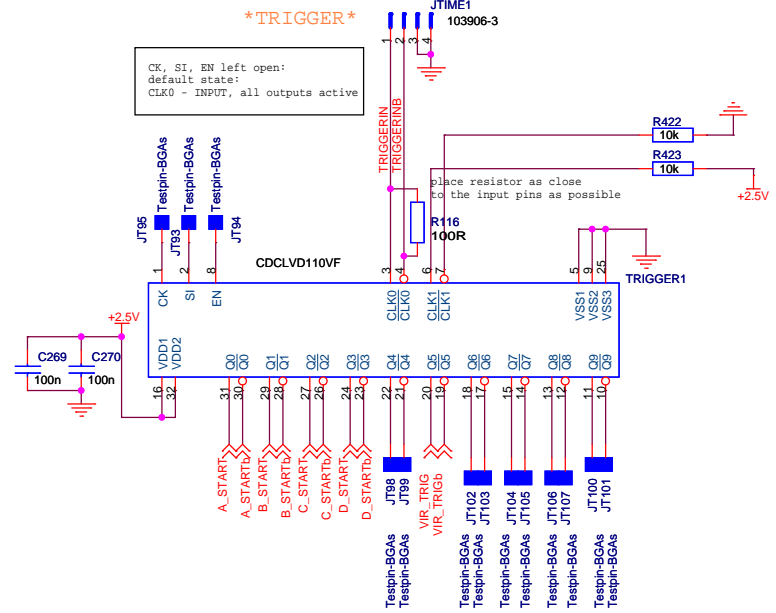 *TRIGGER*
JTIME1
103906-3
1
2
3
4
CK, SI, EN left open:
default state:
CLK0 - INPUT, all outputs active
TRIGGERIN
TRIGGERINB
R422
10k
R423
10k
+2.5V
place resistor as close
to the input pins as possible
R116
100R
Testpin-BGAs
Testpin-BGAs
Testpin-BGAs
JT95
JT93
JT94
CDCLVD110VF
TRIGGER1
1
2
8
3
4
6
7
5
9
25
CK
SI
EN
CLK0
CLK0
CLK1
CLK1
VSS1
VSS2
VSS3
+2.5V
C269
100n
C270
100n
VDD1
VDD2
Q0
Q0
Q1
Q1
Q2
Q2
Q3
Q3
Q4
Q4
Q5
Q5
Q6
Q6
Q7
Q7
Q8
Q8
Q9
Q9
16
32
31
30
29
28
27
26
24
23
22
21
20
19
18
17
15
14
13
12
11
10
A_START
A_STARTb
B_START
B_STARTb
C_START
C_STARTb
D_START
D_STARTb
JT98
JT99
VIR_TRIG
VIR_TRIGb
JT102
JT103
JT104
JT105
JT106
JT107
JT100
JT101
Testpin-BGAs
Testpin-BGAs
Testpin-BGAs
Testpin-BGAs
Testpin-BGAs
Testpin-BGAs
Testpin-BGAs
Testpin-BGAs
Testpin-BGAs
Testpin-BGAs